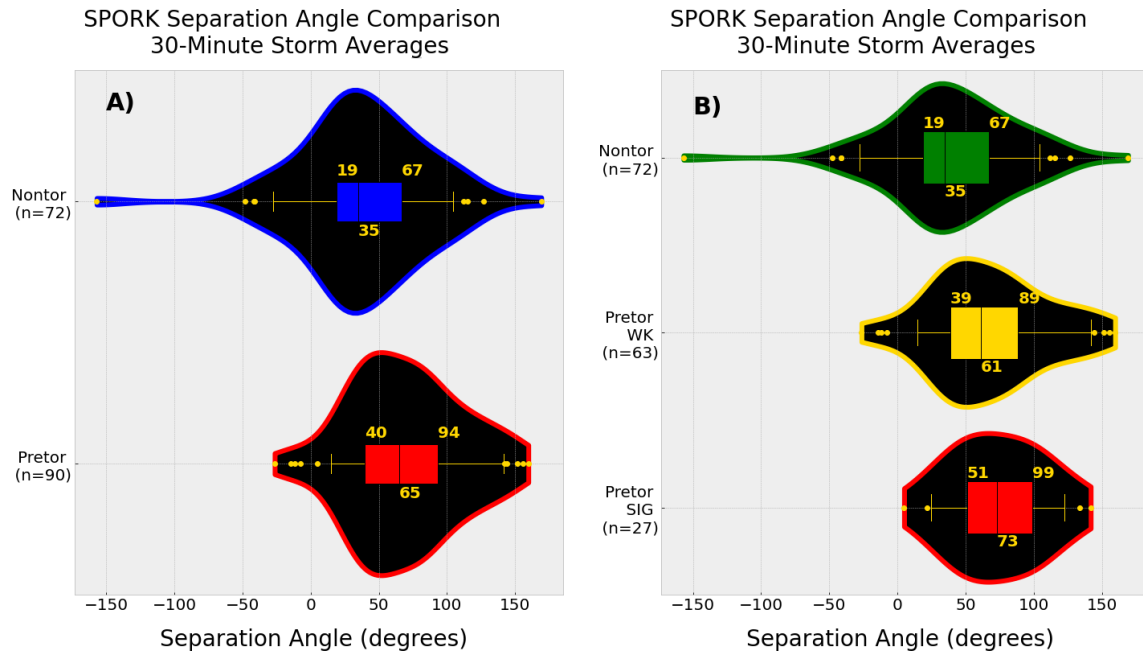 SPORK Separation Angle Comparison
30-Minute Storm Averages
A)
Nontor
(n=72)
19
67
35
Pretor
(n=90)
40
94
65
−150
−100
−50
0
50
100
150
Separation Angle (degrees)
SPORK Separation Angle Comparison
30-Minute Storm Averages
B)
Nontor
(n=72)
19
67
35
Pretor
WK
(n=63)
39
89
61
Pretor
SIG
(n=27)
51
99
73
−150
−100
−50
0
50
100
150
Separation Angle (degrees)